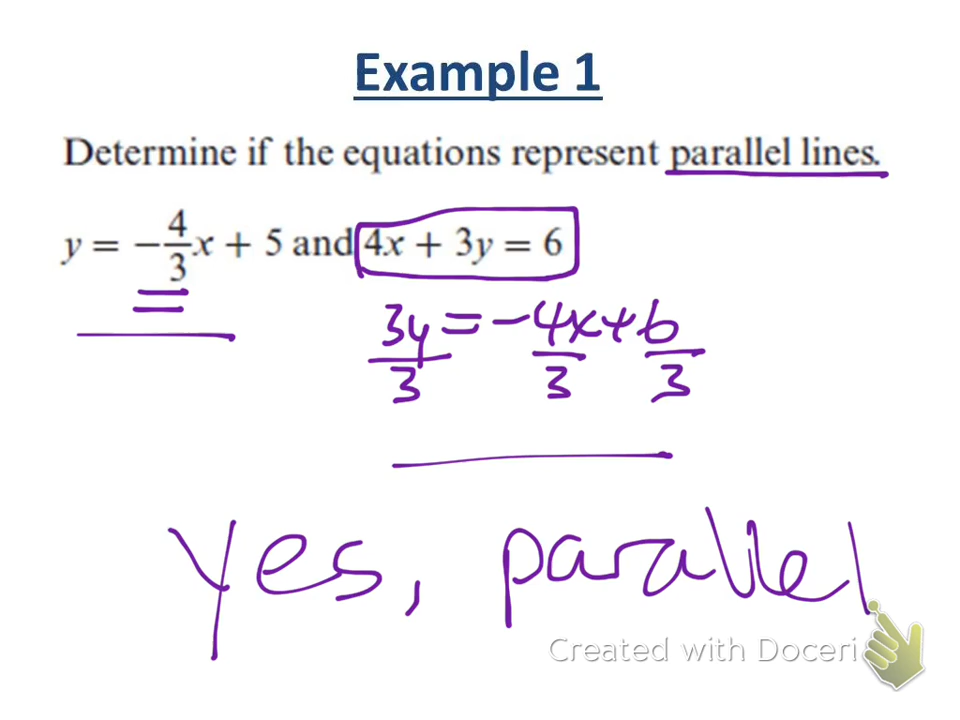 Example 1
Determine if the equations represent parallel lines.
y = -4/3 x + 5 and 4x + 3y = 6
3y = -4x + 6
3 3 3
yes, parallel
Created with Doceri